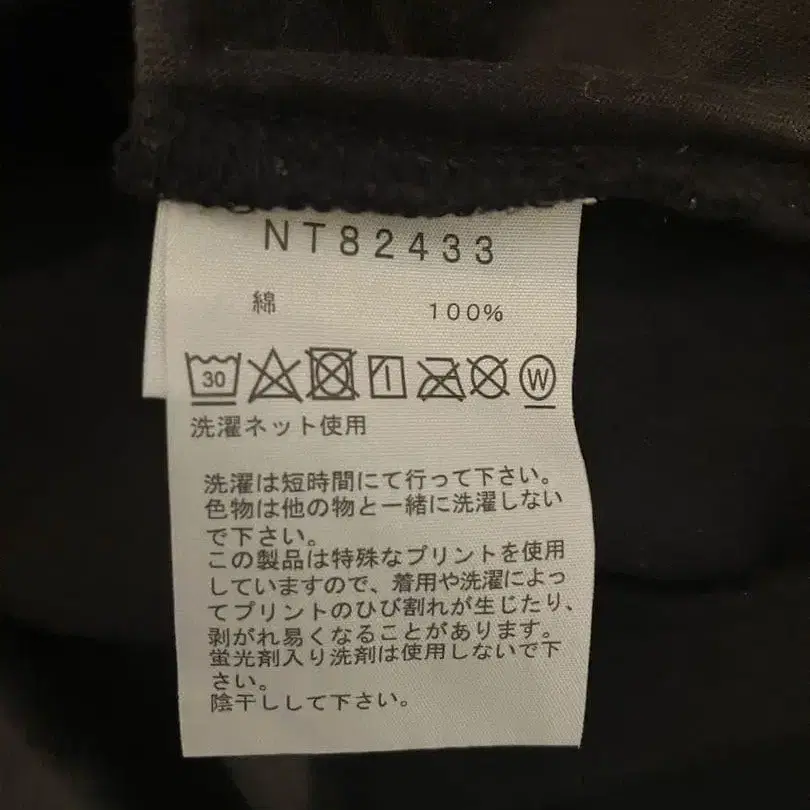 NT82433
綿 100%
30 W
洗濯ネット使用
洗濯は短時間にて行って下さい。
色物は他の物と一緒に洗濯しない
で下さい。
この製品は特殊なプリントを使用
していますので、着用や洗濯によっ
てプリントのひび割れが生じたり、
剥がれ易くなることがあります。
蛍光剤入り洗剤は使用しないで下
さい。
陰干しして下さい。